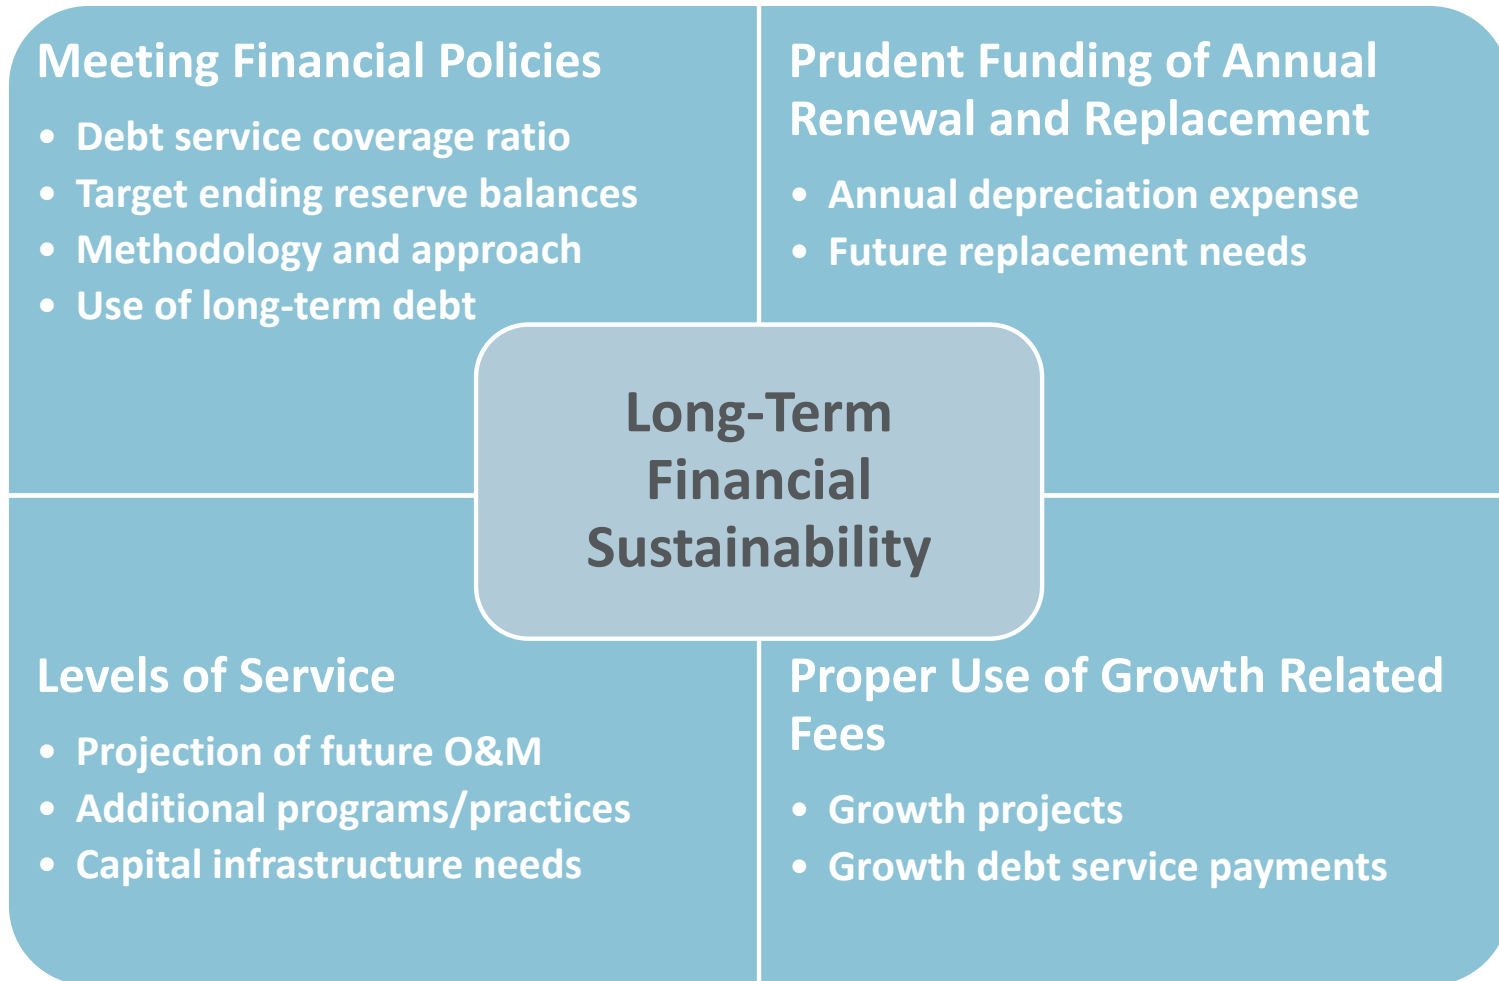 Meeting Financial Policies
• Debt service coverage ratio
• Target ending reserve balances
• Methodology and approach
• Use of long-term debt
Prudent Funding of Annual
Renewal and Replacement
• Annual depreciation expense
• Future replacement needs
Long-Term
Financial
Sustainability
Levels of Service
• Projection of future O&M
• Additional programs/practices
• Capital infrastructure needs
Proper Use of Growth Related
Fees
• Growth projects
• Growth debt service payments